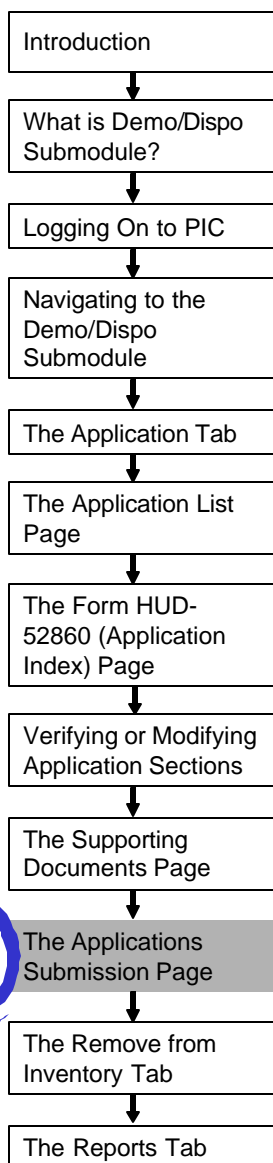 Introduction
What is Demo/Dispo
Submodule?
Logging On to PIC
Navigating to the
Demo/Dispo
Submodule
The Application Tab
The Application List
Page
The Form HUD-
52860 (Application
Index) Page
Verifying or Modifying
Application Sections
The Supporting
Documents Page
The Applications
Submission Page
The Remove from
Inventory Tab
The Reports Tab